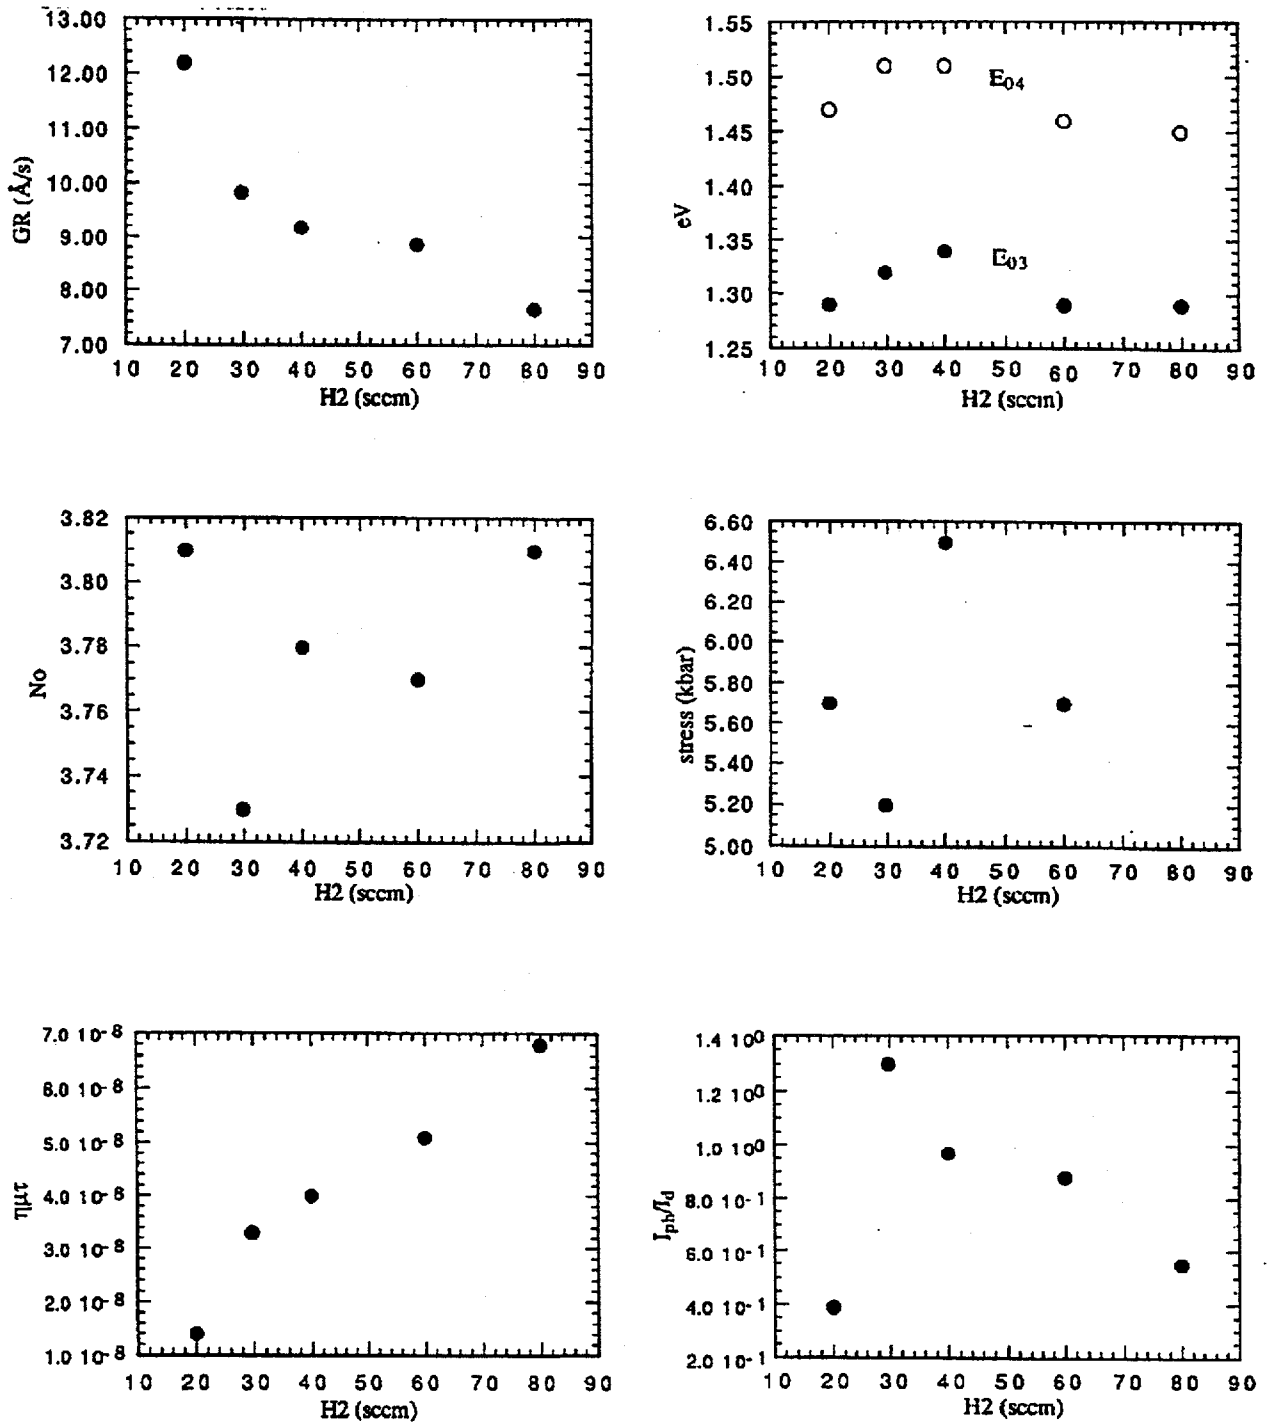 13.00
12.00
11.00
10.00
9.00
8.00
7.00
GR (Å/s)
10 20 30 40 50 60 70 80 90
H2 (sccm)
1.55
1.50
1.45
1.40
1.35
1.30
1.25
eV
E04
E03
10 20 30 40 50 60 70 80 90
H2 (sccm)
3.82
3.80
3.78
3.76
3.74
3.72
No
10 20 30 40 50 60 70 80 90
H2 (sccm)
6.60
6.40
6.20
6.00
5.80
5.60
5.40
5.20
5.00
stress (kbar)
10 20 30 40 50 60 70 80 90
H2 (sccm)
7.0 10-8
6.0 10-8
5.0 10-8
4.0 10-8
3.0 10-8
2.0 10-8
1.0 10-8
ημτ
10 20 30 40 50 60 70 80 90
H2 (sccm)
1.4 100
1.2 100
1.0 100
8.0 10-1
6.0 10-1
4.0 10-1
2.0 10-1
Iph/Id
10 20 30 40 50 60 70 80 90
H2 (sccm)